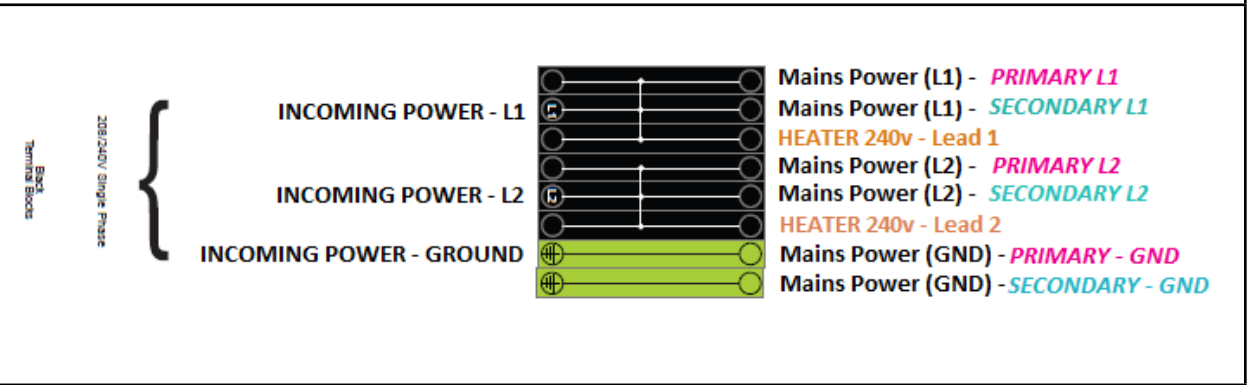 Mains Power (L1) - PRIMARY L1
INCOMING POWER - L1
L1
Mains Power (L1) - SECONDARY L1
HEATER 240v - Lead 1
Mains Power (L2) - PRIMARY L2
INCOMING POWER - L2
L2
Mains Power (L2) - SECONDARY L2
HEATER 240v - Lead 2
INCOMING POWER - GROUND
Mains Power (GND) - PRIMARY - GND
Mains Power (GND) - SECONDARY - GND
208/240V Single Phase
Black
Terminal Blocks